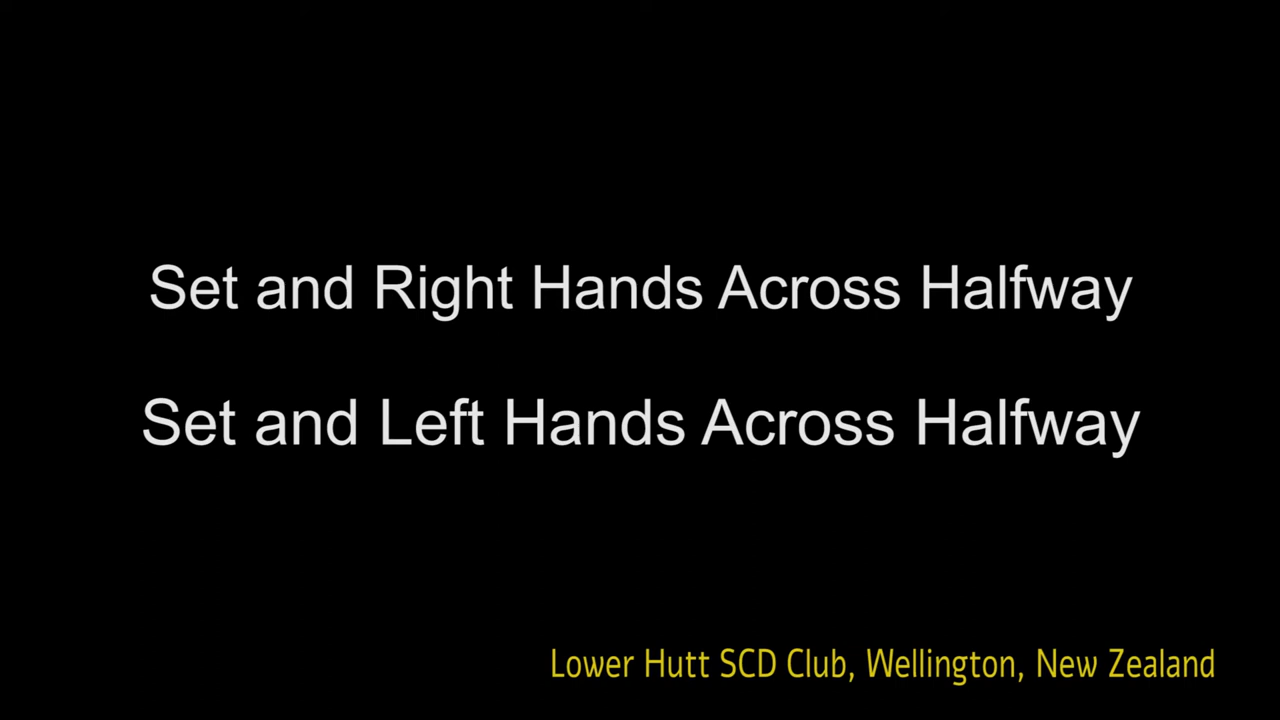 Set and Right Hands Across Halfway
Set and Left Hands Across Halfway
Lower Hutt SCD Club, Wellington, New Zealand